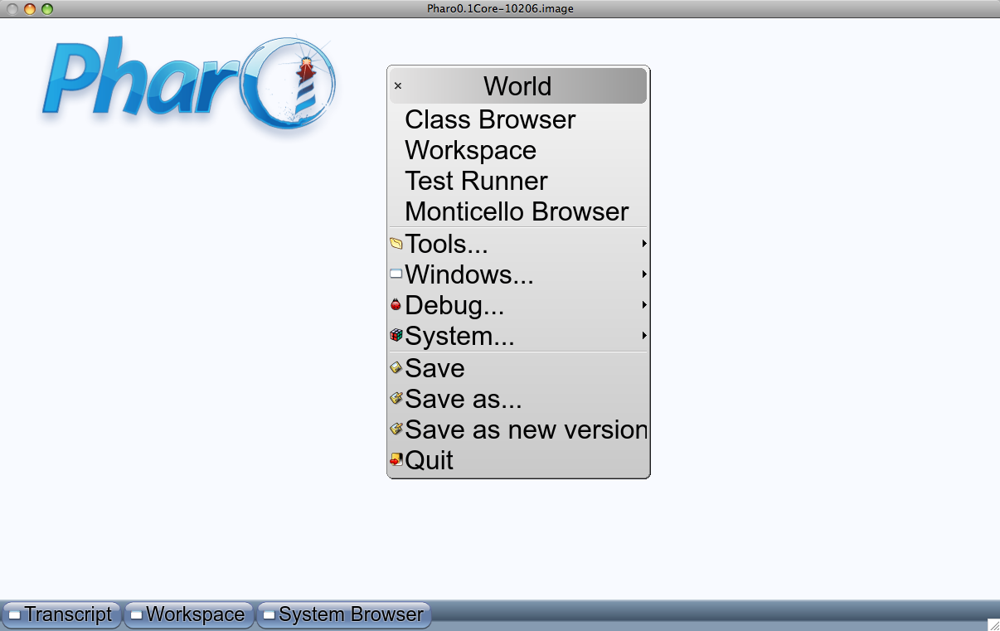 Pharo0.1Core-10206.image
Pharo
× World
Class Browser
Workspace
Test Runner
Monticello Browser
Tools...
Windows...
Debug...
System...
Save
Save as...
Save as new version
Quit
Transcript Workspace System Browser